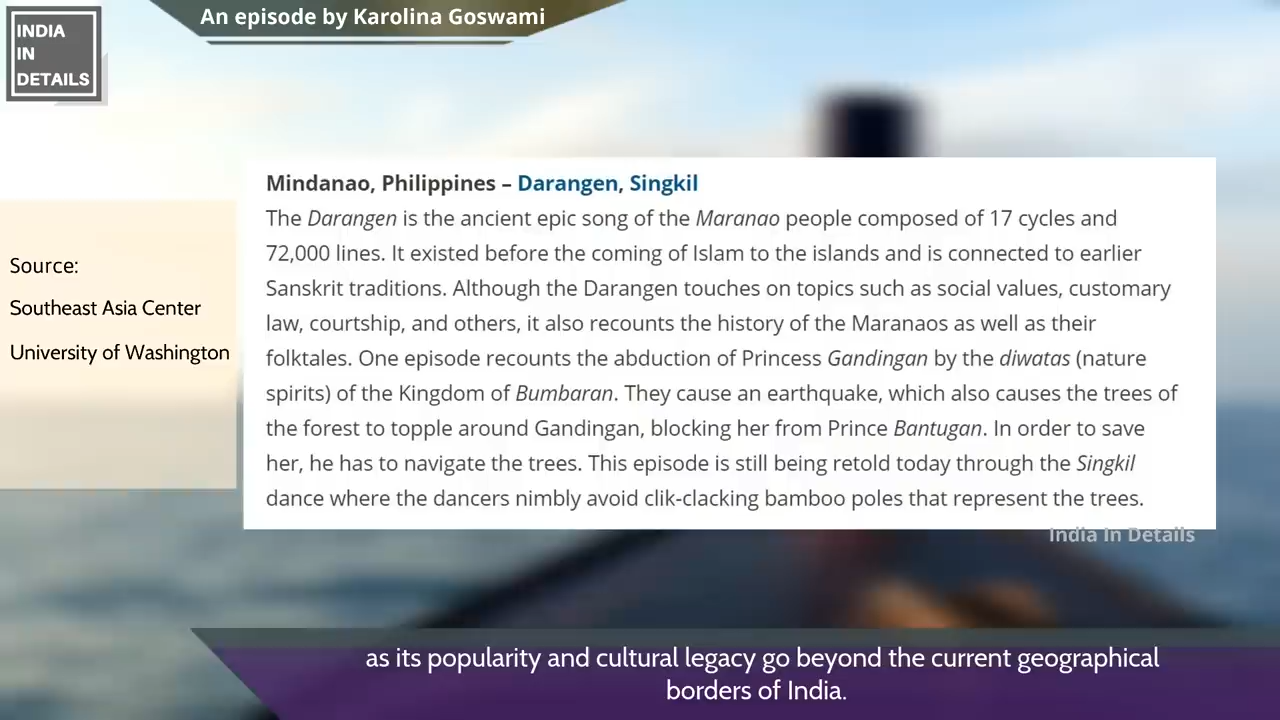 An episode by Karolina Goswami
INDIA
IN
DETAILS
Mindanao, Philippines – Darangen, Singkil
The Darangen is the ancient epic song of the Maranao people composed of 17 cycles and
72,000 lines. It existed before the coming of Islam to the islands and is connected to earlier
Sanskrit traditions. Although the Darangen touches on topics such as social values, customary
law, courtship, and others, it also recounts the history of the Maranaos as well as their
folktales. One episode recounts the abduction of Princess Gandingan by the diwatas (nature
spirits) of the Kingdom of Bumbaran. They cause an earthquake, which also causes the trees of
the forest to topple around Gandingan, blocking her from Prince Bantugan. In order to save
her, he has to navigate the trees. This episode is still being retold today through the Singkil
dance where the dancers nimbly avoid clik-clacking bamboo poles that represent the trees.
Source:
Southeast Asia Center
University of Washington
India In Details
as its popularity and cultural legacy go beyond the current geographical
borders of India.